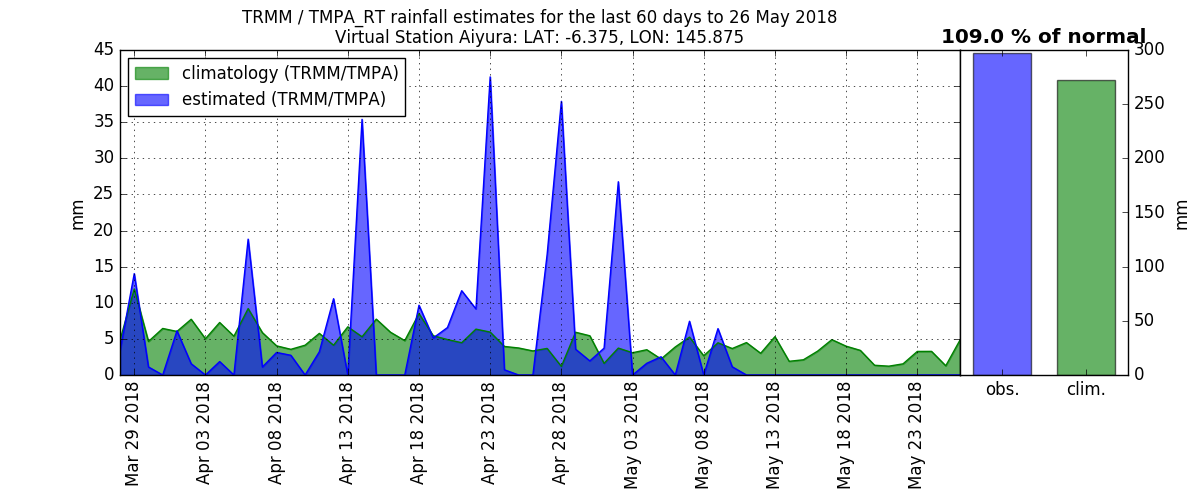 TRMM / TMPA_RT rainfall estimates for the last 60 days to 26 May 2018
Virtual Station Aiyura: LAT: -6.375, LON: 145.875
109.0 % of normal
climatology (TRMM/TMPA)
estimated (TRMM/TMPA)
mm
45
40
35
30
25
20
15
10
5
0
Mar 29 2018
Apr 03 2018
Apr 08 2018
Apr 13 2018
Apr 18 2018
Apr 23 2018
Apr 28 2018
May 03 2018
May 08 2018
May 13 2018
May 18 2018
May 23 2018
obs.
clim.
300
250
200
150
100
50
0
mm